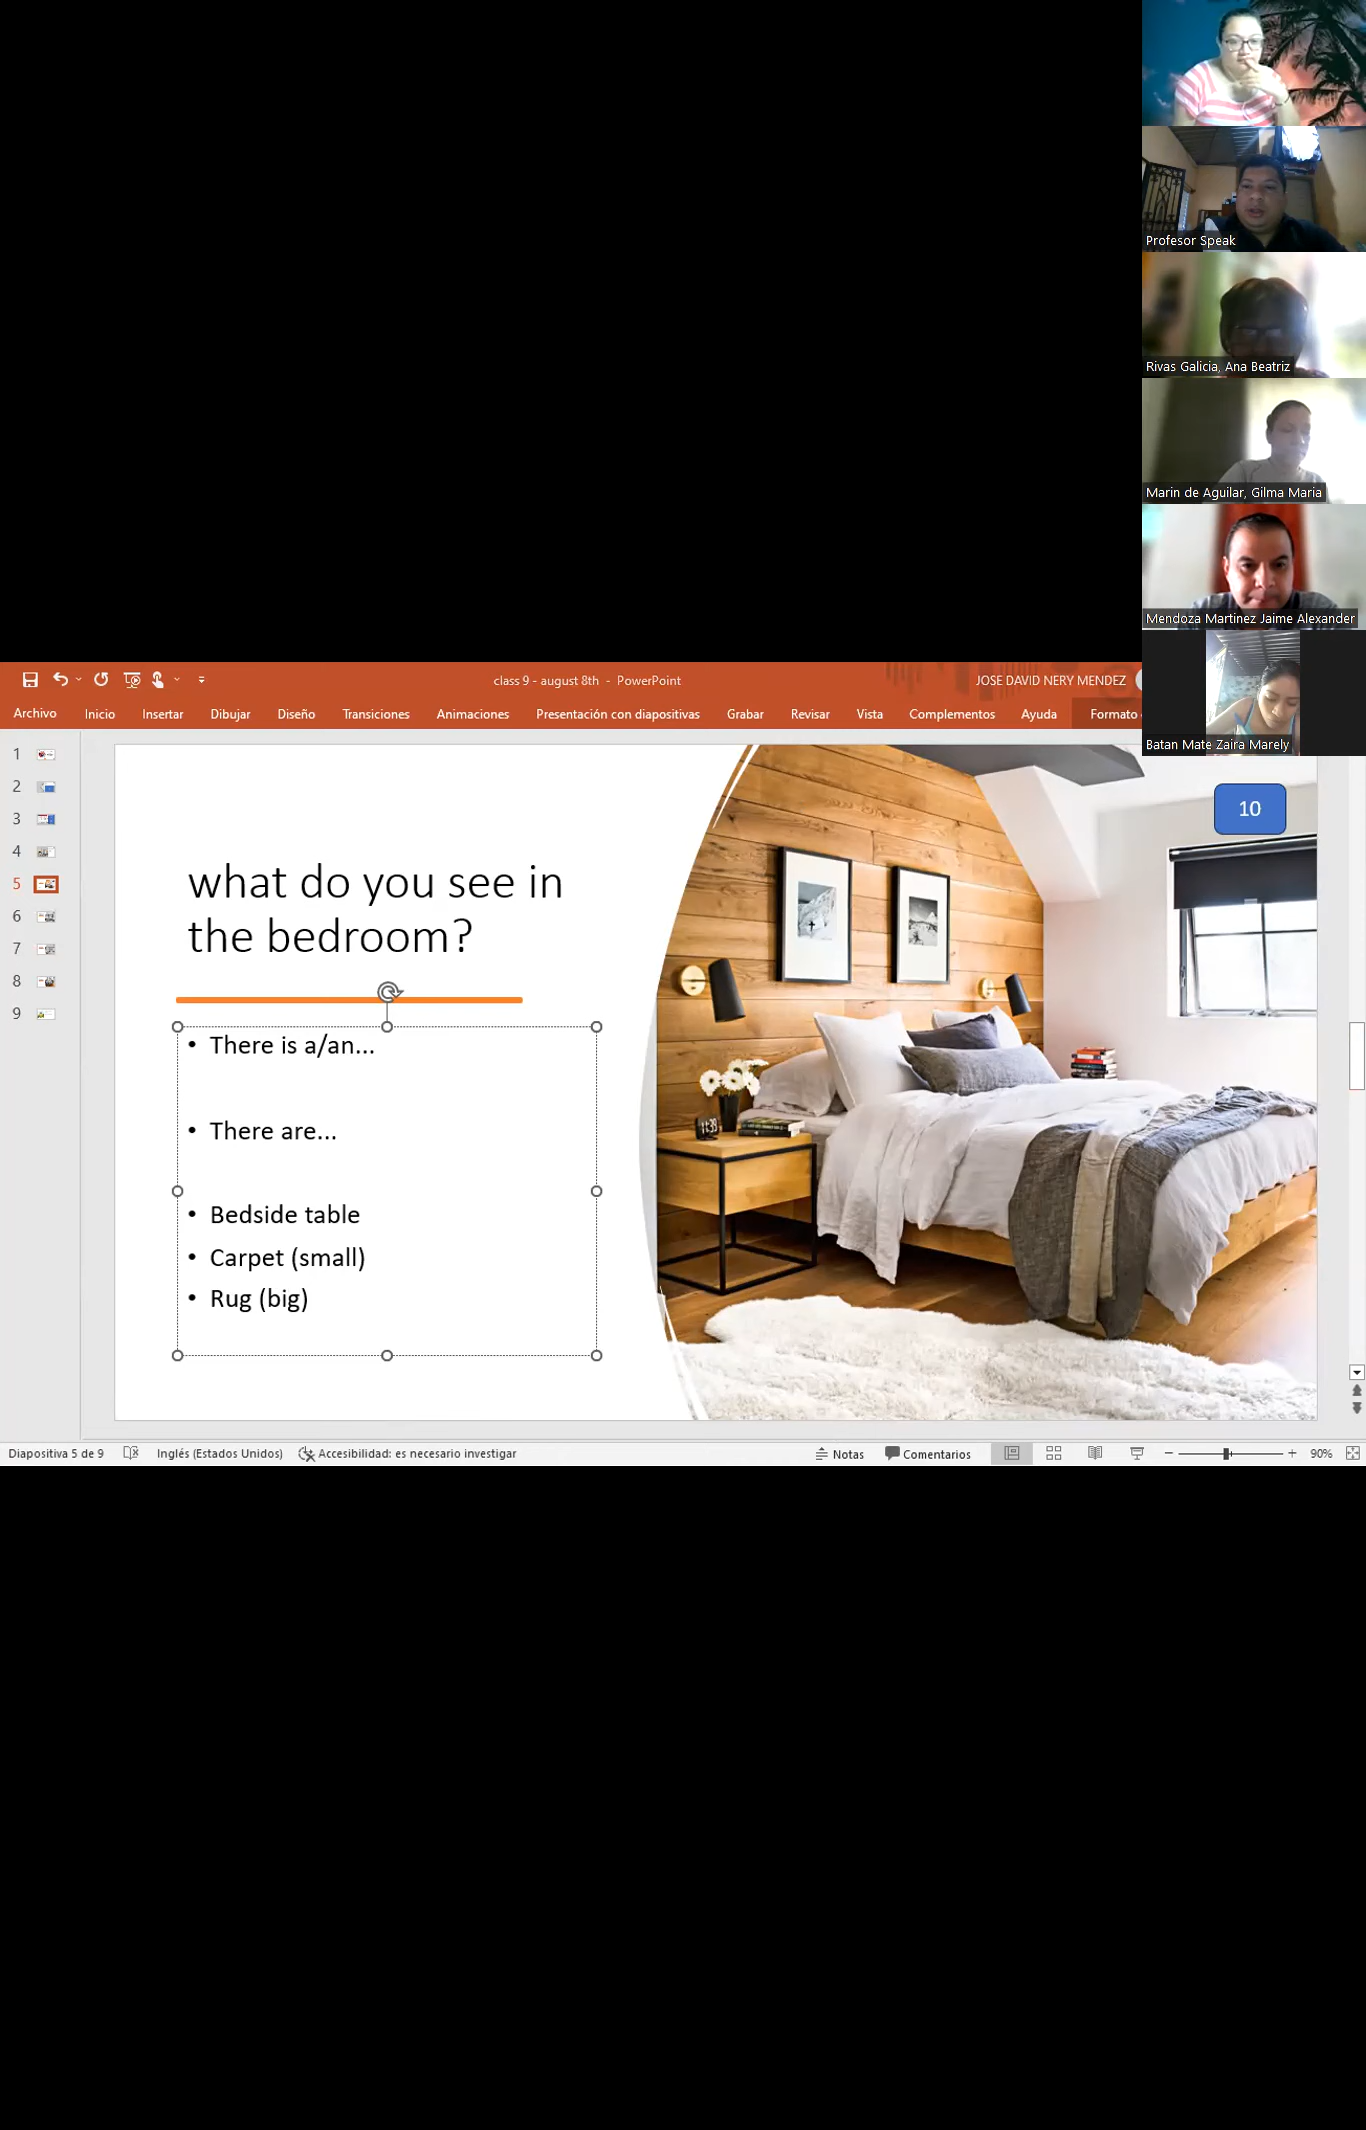 Profesor Speak
Rivas Galicia, Ana Beatriz
Marin de Aguilar, Gilma Maria
Mendoza Martinez Jaime Alexander
Batan Mate Zaira Marely
class 9 - august 8th - PowerPoint
JOSE DAVID NERY MENDEZ
Archivo Inicio Insertar Dibujar Diseño Transiciones Animaciones Presentación con diapositivas Grabar Revisar Vista Complementos Ayuda Formato
1
2
3
4
5
6
7
8
9
10
what do you see in
the bedroom?
• There is a/an...
• There are...
• Bedside table
• Carpet (small)
• Rug (big)
Diapositiva 5 de 9 Inglés (Estados Unidos) Accesibilidad: es necesario investigar Notas Comentarios 90%